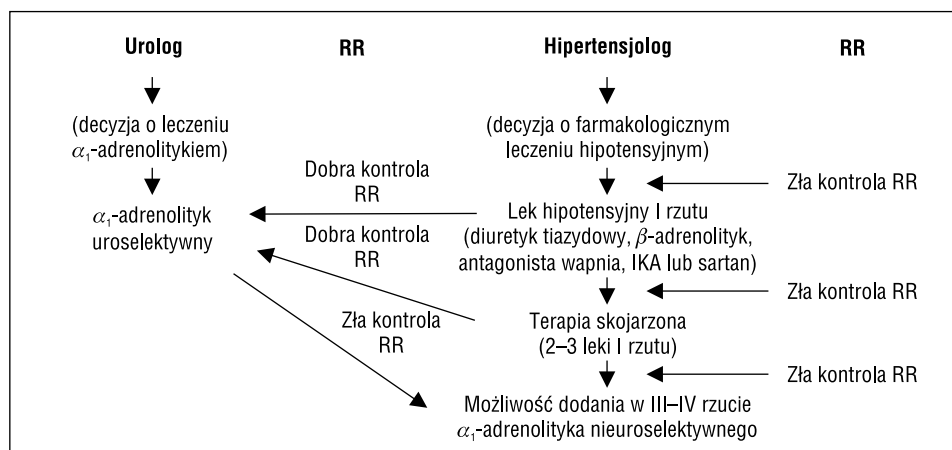 Urolog
RR
Hipertensjolog
RR
(decyzja o leczeniu
α₁-adrenolitykiem)
(decyzja o farmakologicznym
leczeniu hipotensyjnym)
Dobra kontrola
RR
Zła kontrola RR
α₁-adrenolityk
uroselektywny
Lek hipotensyjny I rzutu
(diuretyk tiazydowy, β-adrenolityk,
antagonista wapnia, IKA lub sartan)
Dobra kontrola
RR
Zła kontrola RR
Zła kontrola
RR
Terapia skojarzona
(2–3 leki I rzutu)
Zła kontrola RR
Możliwość dodania w III–IV rzucie
α₁-adrenolityka nieuroselektywnego